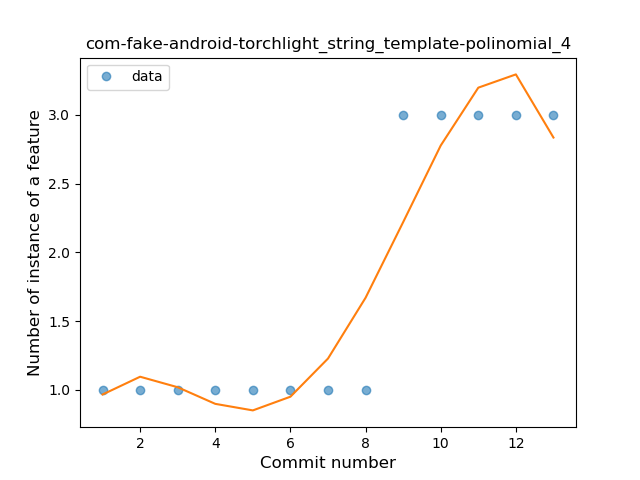 com-fake-android-torchlight_string_template-polinomial_4
data
Number of instance of a feature
3.0
2.5
2.0
1.5
1.0
2
4
6
8
10
12
Commit number